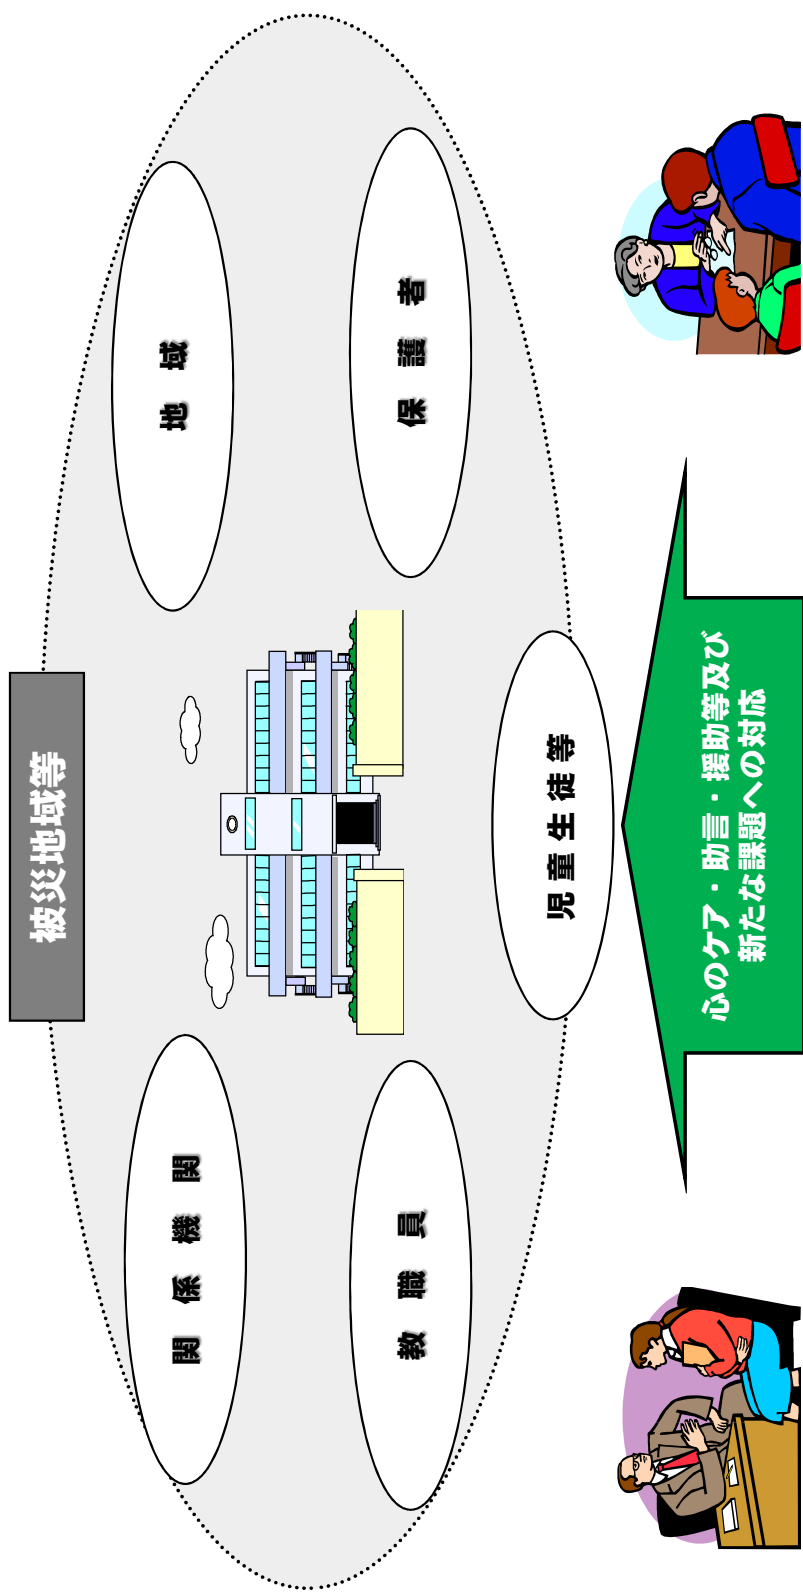 被災地域等
関係機関
地域
教職員
保護者
児童生徒等
心のケア・助言・援助等及び
新たな課題への対応